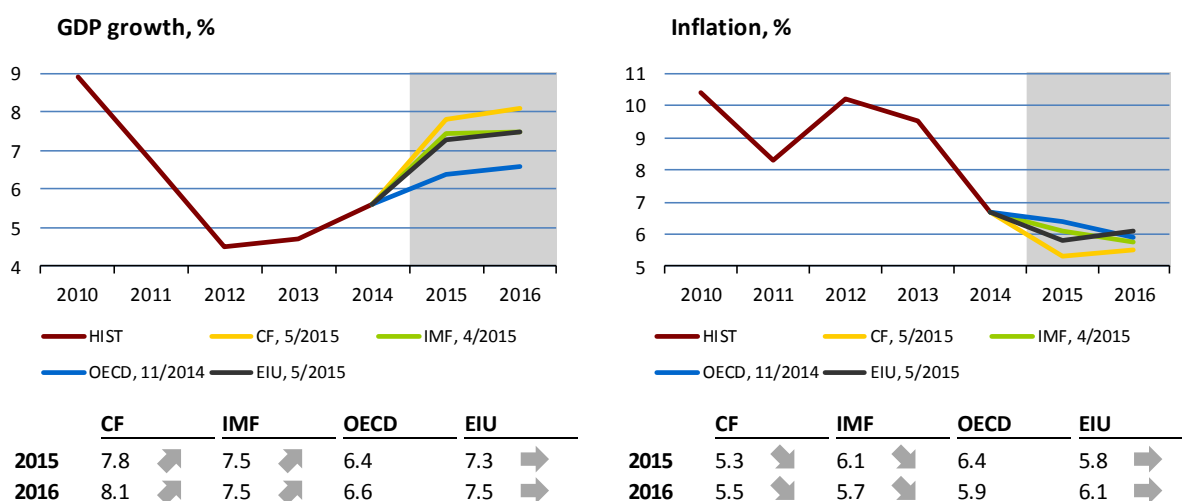 GDP growth, %
9
8
7
6
5
4
2010 2011 2012 2013 2014 2015 2016
HIST CF, 5/2015 IMF, 4/2015
OECD, 11/2014 EIU, 5/2015
CF IMF OECD EIU
2015 7.8 7.5 6.4 7.3
2016 8.1 7.5 6.6 7.5
Inflation, %
11
10
9
8
7
6
5
2010 2011 2012 2013 2014 2015 2016
HIST CF, 5/2015 IMF, 4/2015
OECD, 11/2014 EIU, 5/2015
CF IMF OECD EIU
2015 5.3 6.1 6.4 5.8
2016 5.5 5.7 5.9 6.1